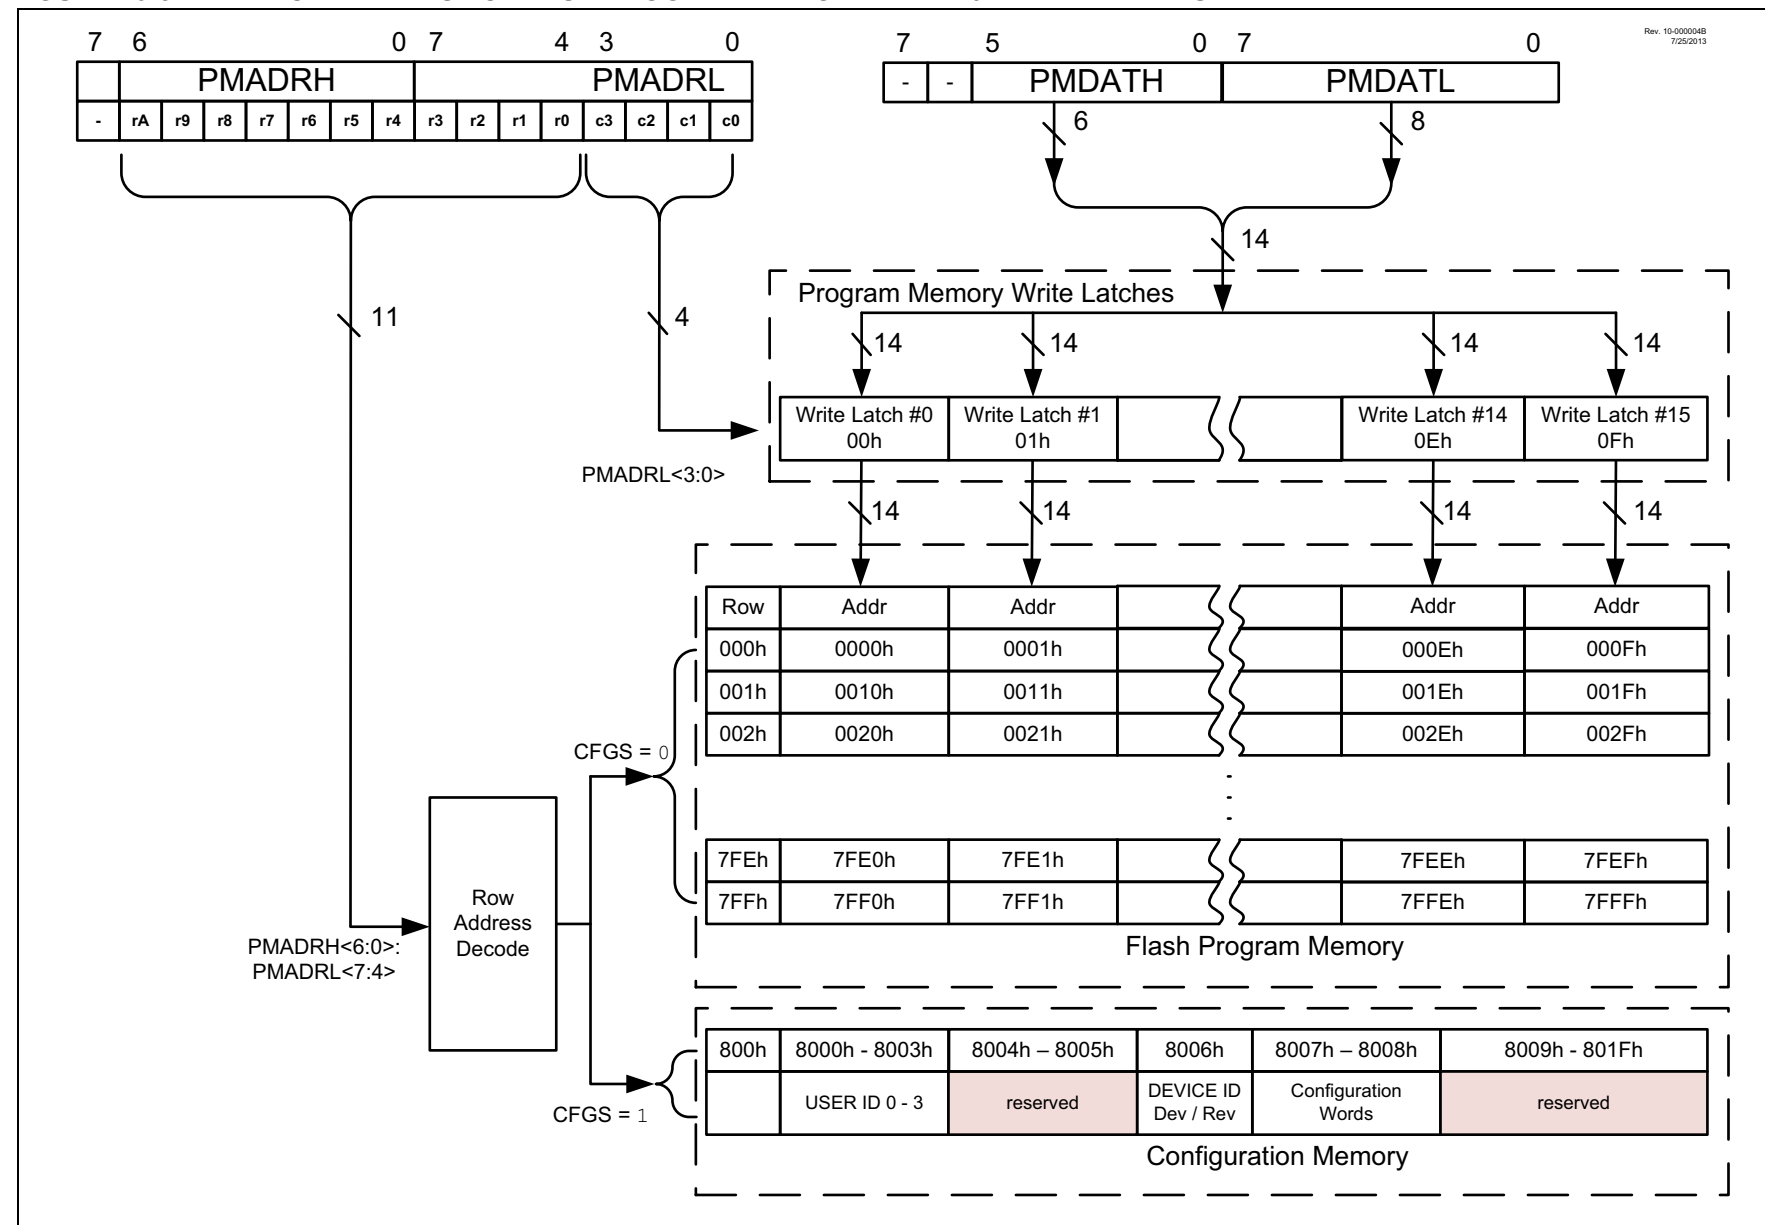 Rev. 10-000004B
7/25/2013
7 6 0 7 4 3 0
7 5 0 7 0
PMADRH PMADRL
- - PMDATH PMDATL
- rA r9 r8 r7 r6 r5 r4 r3 r2 r1 r0 c3 c2 c1 c0
6 8
14
11 4
Program Memory Write Latches
14 14 14 14
Write Latch #0
00h
Write Latch #1
01h
Write Latch #14
0Eh
Write Latch #15
0Fh
PMADRL<3:0>
14 14 14 14
Row Addr Addr Addr Addr
000h 0000h 0001h 000Eh 000Fh
001h 0010h 0011h 001Eh 001Fh
002h 0020h 0021h 002Eh 002Fh
CFGS = 0
7FEh 7FE0h 7FE1h 7FEEh 7FEFh
7FFh 7FF0h 7FF1h 7FFEh 7FFFh
Flash Program Memory
Row
Address
Decode
PMADRH<6:0>:
PMADRL<7:4>
800h 8000h - 8003h 8004h – 8005h 8006h 8007h – 8008h 8009h - 801Fh
USER ID 0 - 3
reserved
DEVICE ID
Dev / Rev
Configuration
Words
reserved
CFGS = 1
Configuration Memory